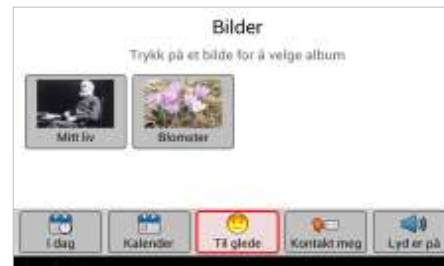 Bilder
Trykk på et bilde for å velge album
Mitt liv
Blomster
I dag
Kalender
Til glede
Kontakt meg
Lyd er på